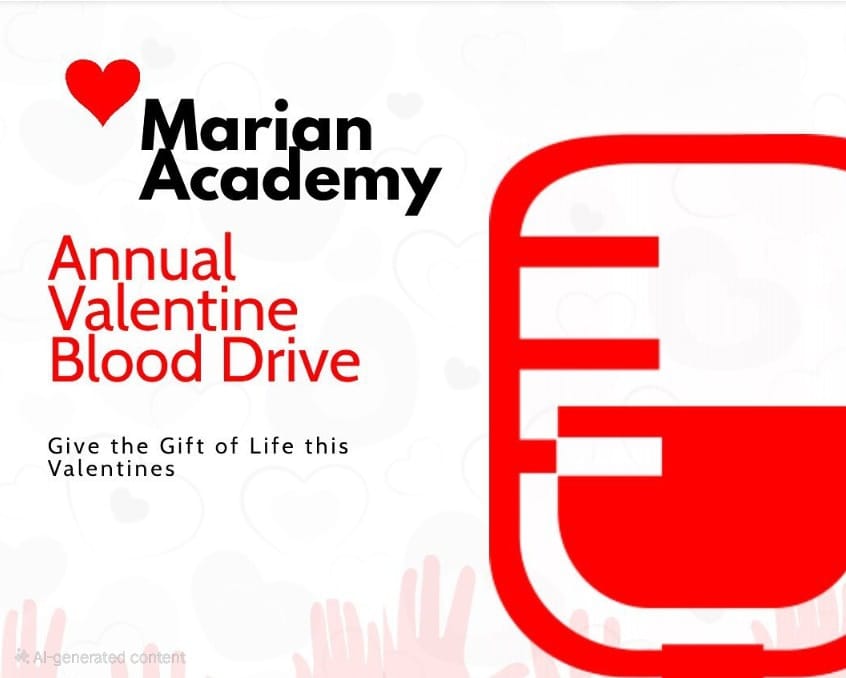 Marian
Academy
Annual
Valentine
Blood Drive
Give the Gift of Life this
Valentines
AI-generated content